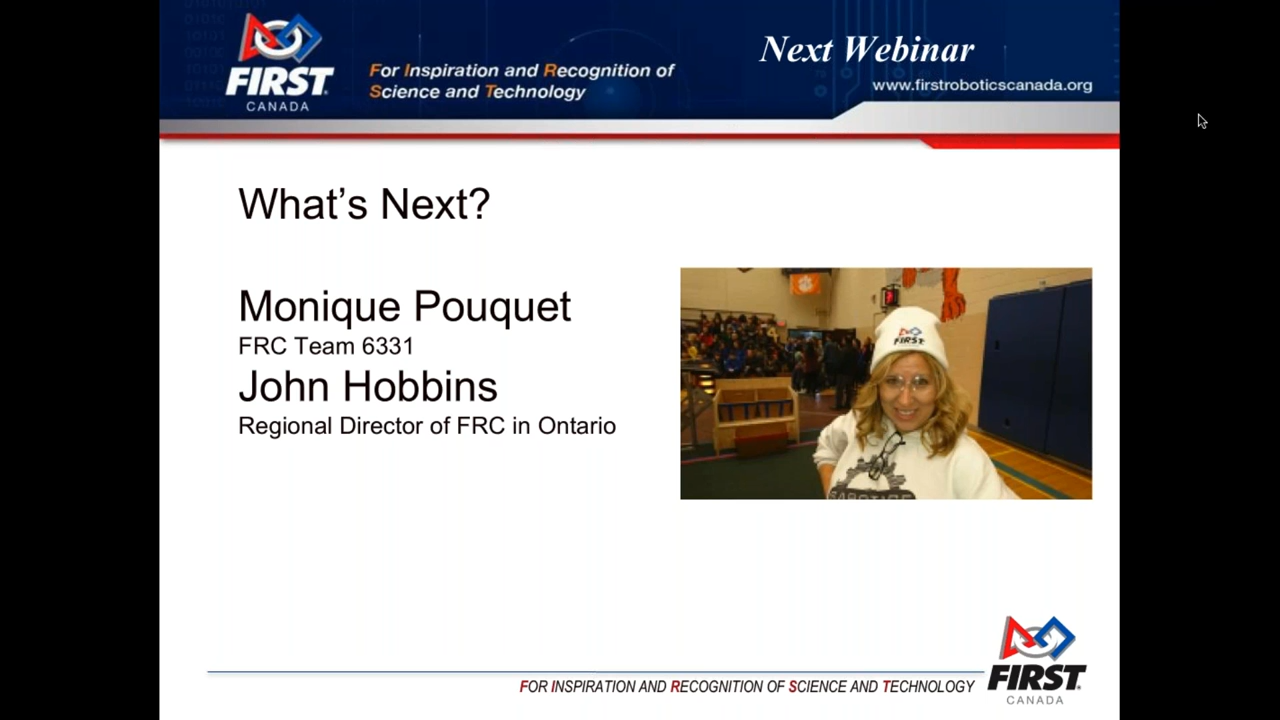 FIRST
CANADA
For Inspiration and Recognition of
Science and Technology
Next Webinar
www.firstroboticscanada.org
What's Next?
Monique Pouquet
FRC Team 6331
John Hobbins
Regional Director of FRC in Ontario
FIRST
FOR INSPIRATION AND RECOGNITION OF SCIENCE AND TECHNOLOGY
FIRST
CANADA